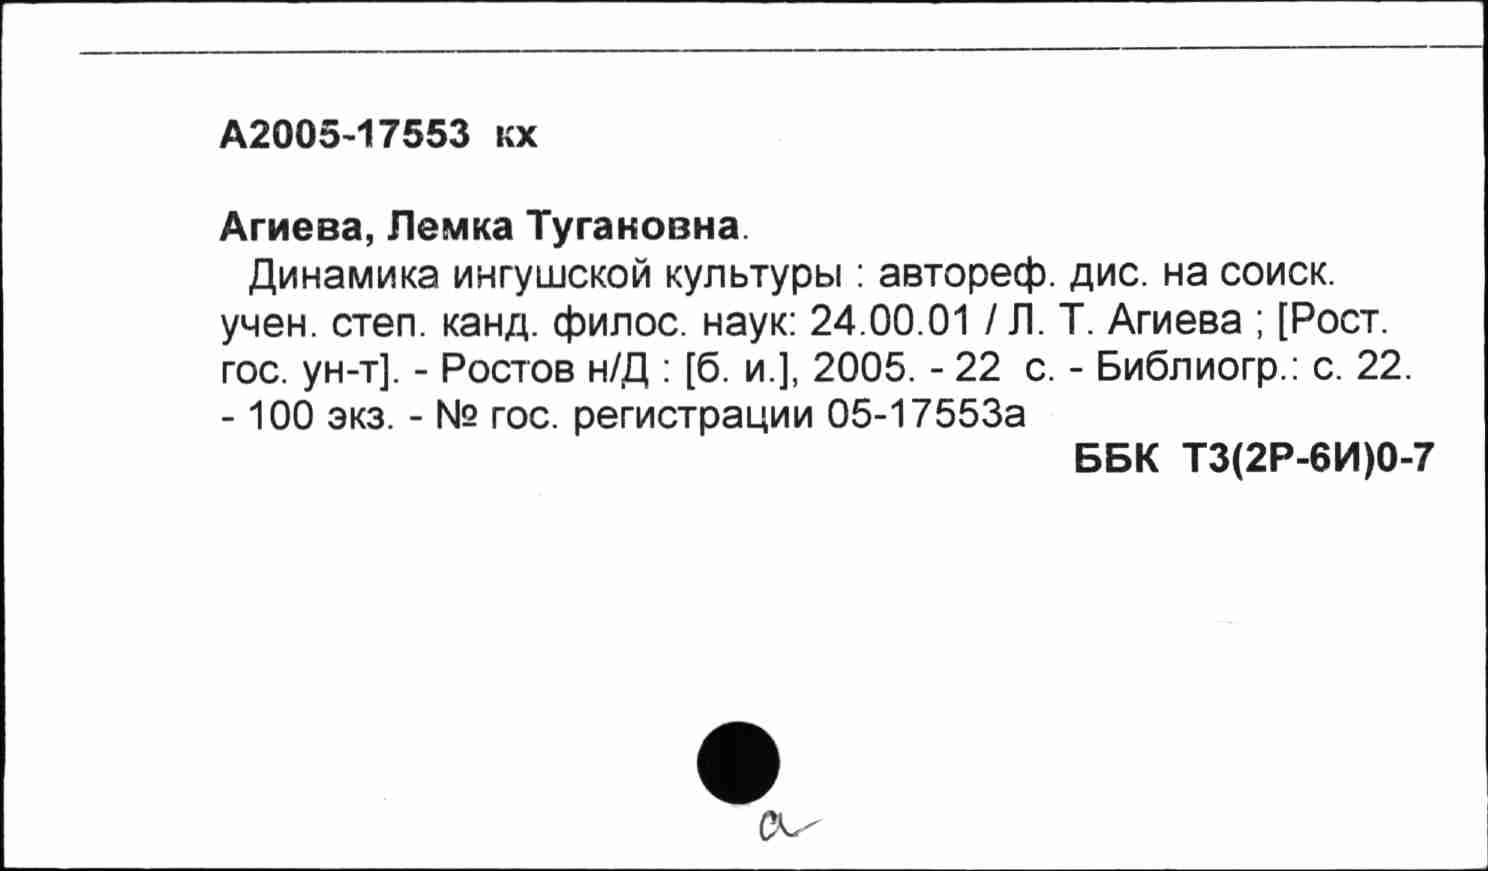 А2005-17553 кх
Агиева, Лемка Тугановна.
Динамика ингушской культуры : автореф. дис. на соиск.
учен. степ. канд. филос. наук: 24.00.01 / Л. Т. Агиева ; [Рост.
гос. ун-т]. - Ростов н/Д : [б. и.], 2005. - 22 с. - Библиогр.: с. 22.
- 100 экз. - № гос. регистрации 05-17553а
ББК Т3(2Р-6И)0-7
а